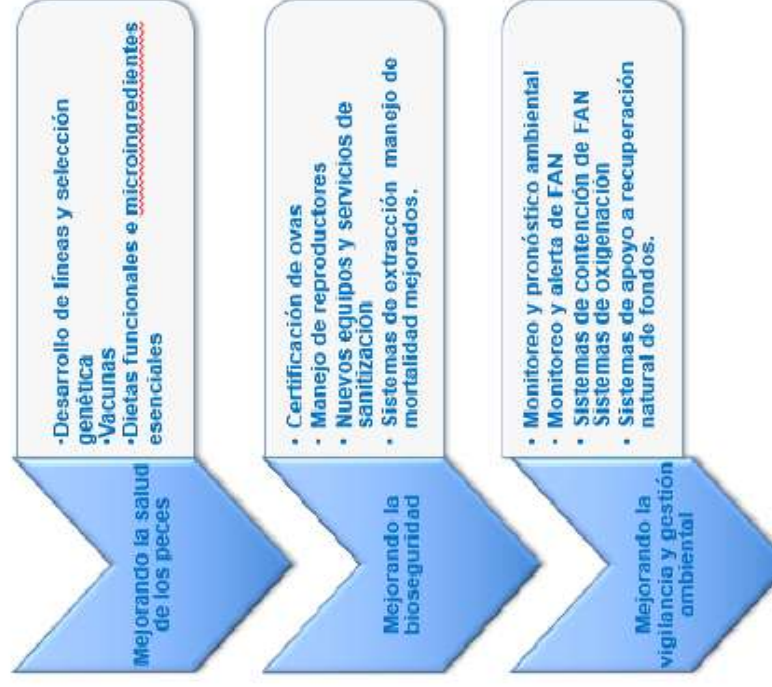 Mejorando la salud
de los peces
•Desarrollo de líneas y selección
genética
•Vacunas
•Dietas funcionales e microingredientes
esenciales
Mejorando la
bioseguridad
• Certificación de ovas
• Manejo de reproductores
• Nuevos equipos y servicios de
sanitización
• Sistemas de extracción manejo de
mortalidad mejorados.
Mejorando la
vigilancia y gestión
ambiental
• Monitoreo y pronóstico ambiental
• Monitoreo y alerta de FAN
• Sistemas de contención de FAN
Sistemas de oxigenación
• Sistemas de apoyo a recuperación
natural de fondos.